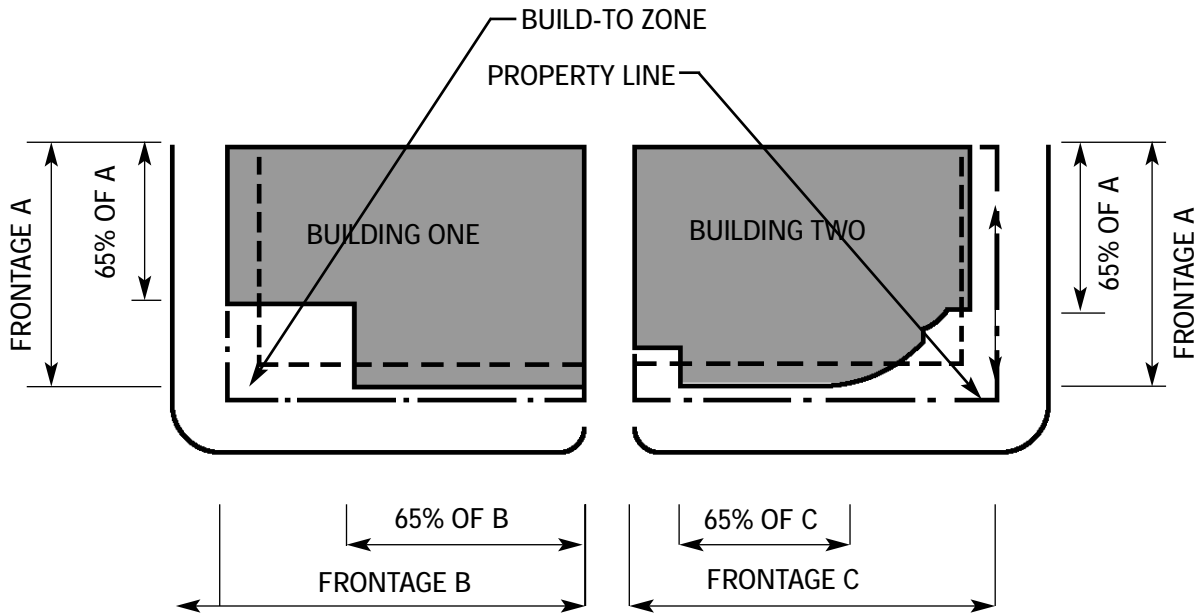 BUILD-TO ZONE
PROPERTY LINE
FRONTAGE A
65% OF A
BUILDING ONE
BUILDING TWO
65% OF A
FRONTAGE A
65% OF B
65% OF C
FRONTAGE B
FRONTAGE C